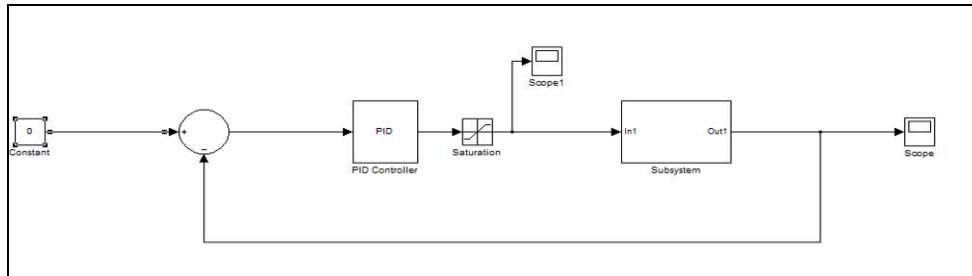 Scope1
0
+
−
PID
In1
Out1
Constant
PID Controller
Saturation
Subsystem
Scope